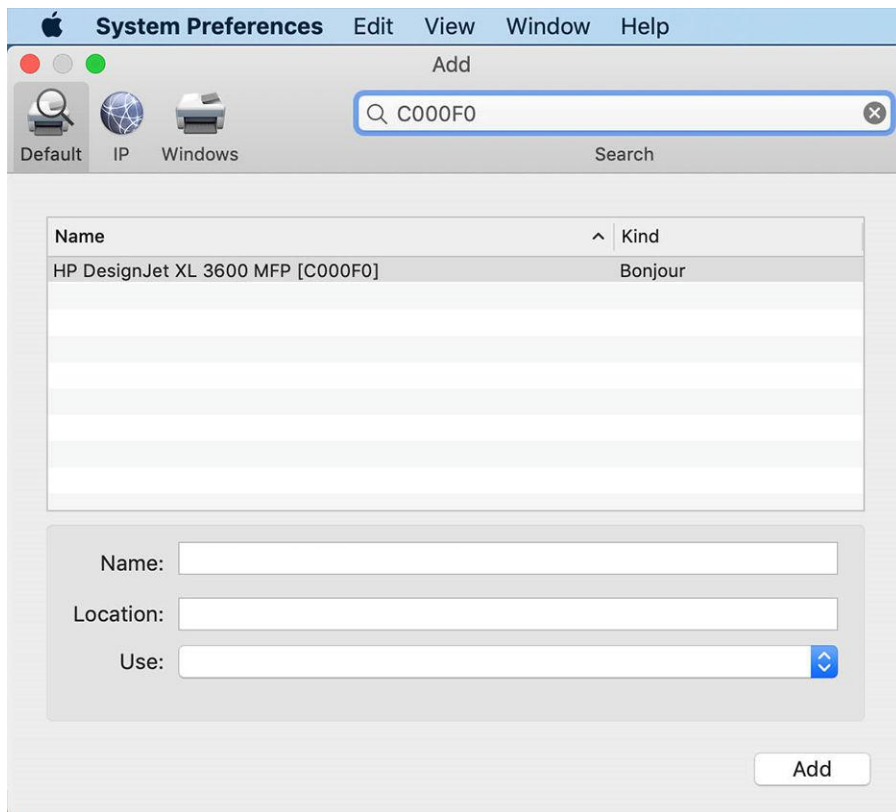 System Preferences Edit View Window Help
Add
C000F0
Default IP Windows Search
Name Kind
HP DesignJet XL 3600 MFP [C000F0] Bonjour
Name:
Location:
Use:
Add